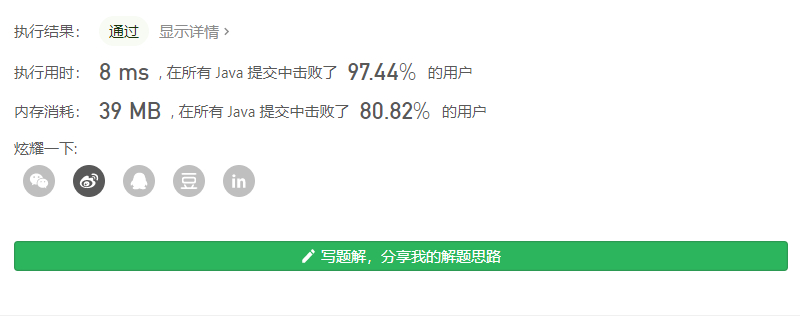 执行结果： 通过 显示详情 >
执行用时： 8 ms , 在所有 Java 提交中击败了 97.44% 的用户
内存消耗： 39 MB , 在所有 Java 提交中击败了 80.82% 的用户
炫耀一下:
豆 in
写题解，分享我的解题思路